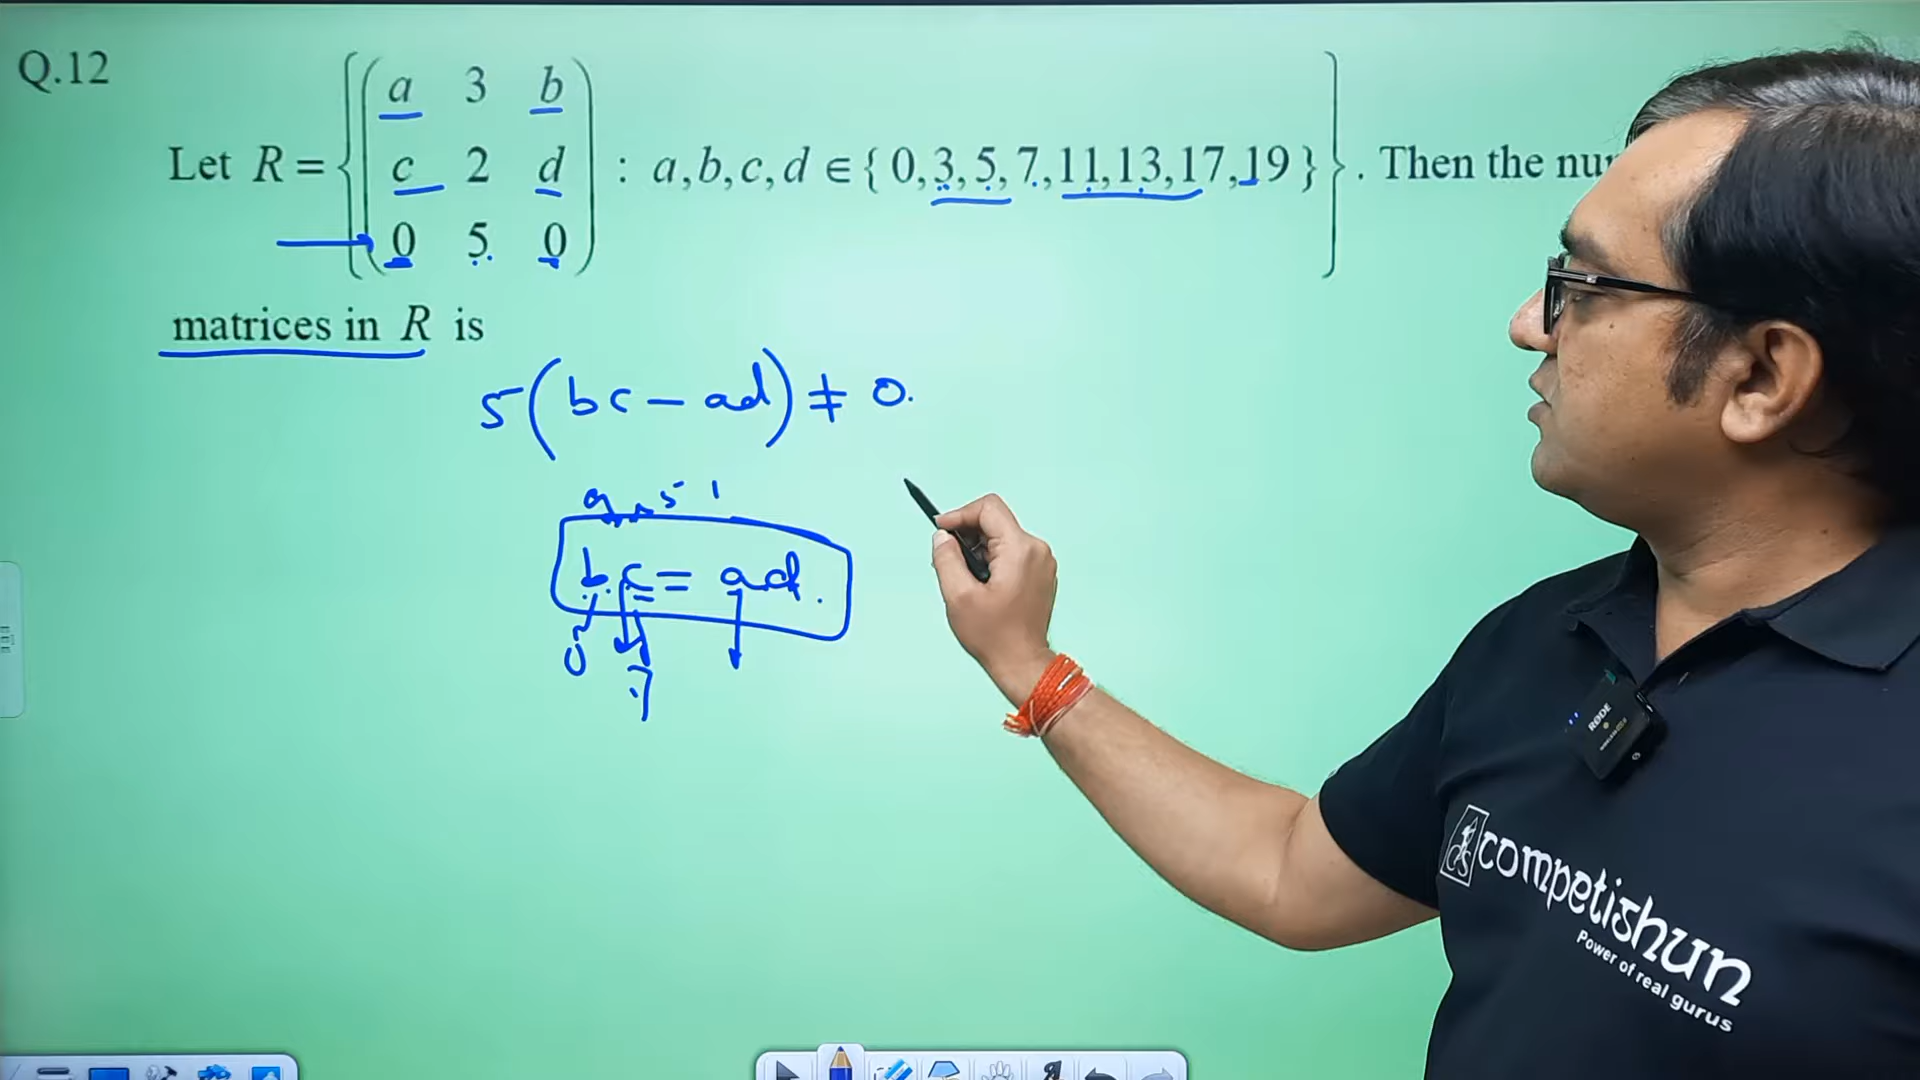 Q.12
Let R = { ( a 3 b
c 2 d
0 5 0 ) : a,b,c,d ∈ { 0,3,5,7,11,13,17,19 } } . Then the nu
matrices in R is
5 ( bc − ad ) ≠ 0.
bc = ad.
0
7
RØDE
competishun
Power of real gurus